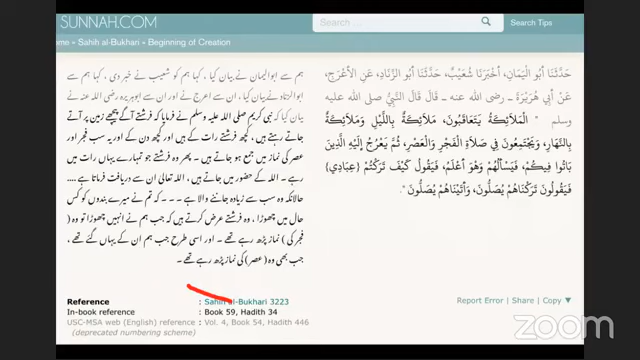 SUNNAH.COM
Search ...
Search Tips
ome » Sahih al-Bukhari » Beginning of Creation
ہم سے ابوالیمان نے بیان کیا ، کہا ہم کو شعیب نے خبر دی ، کہا ہم سے
ابوالزناد نے بیان کیا ، ان سے اعرج نے اور ان سے ابوہریرہ رضی اللہ عنہ نے
بیان کیا کہ نبی کریم صلی اللہ علیہ وسلم نے فرمایا کہ فرشتے آگے پیچھے زمین پر آتے
جاتے رہتے ہیں ، کچھ فرشتے رات کے ہیں اور کچھ دن کے اور یہ سب فجر اور
عصر کی نماز میں جمع ہو جاتے ہیں ۔ پھر وہ فرشتے جو تمہارے یہاں رات میں
رہے ۔ اللہ کے حضور میں جاتے ہیں ، اللہ تعالیٰ ان سے دریافت فرماتا ہے ....
حالانکہ وہ سب سے زیادہ جاننے والا ہے ۔ ۔ ۔ کہ تم نے میرے بندوں کو کس
حال میں چھوڑا ، وہ فرشتے عرض کرتے ہیں کہ جب ہم نے انہیں چھوڑا تو وہ (
فجر کی ) نماز پڑھ رہے تھے ۔ اور اسی طرح جب ہم ان کے یہاں گئے تھے ،
جب بھی وہ ( عصر ) کی نماز پڑھ رہے تھے ۔
حَدَّثَنَا أَبُو الْيَمَانِ، أَخْبَرَنَا شُعَيْبٌ، حَدَّثَنَا أَبُو الزِّنَادِ، عَنِ الأَعْرَجِ،
عَنْ أَبِي هُرَيْرَةَ ـ رضى الله عنه ـ قَالَ قَالَ النَّبِيُّ صلى الله عليه
وسلم " الْمَلاَئِكَةُ يَتَعَاقَبُونَ، مَلاَئِكَةٌ بِاللَّيْلِ وَمَلاَئِكَةٌ
بِالنَّهَارِ، وَيَجْتَمِعُونَ فِي صَلاَةِ الْفَجْرِ وَالْعَصْرِ، ثُمَّ يَعْرُجُ إِلَيْهِ الَّذِينَ
بَاتُوا فِيكُمْ، فَيَسْأَلُهُمْ وَهْوَ أَعْلَمُ، فَيَقُولُ كَيْفَ تَرَكْتُمْ {عِبَادِي}
فَيَقُولُونَ تَرَكْنَاهُمْ يُصَلُّونَ، وَأَتَيْنَاهُمْ يُصَلُّونَ ".
Reference : Sahih al-Bukhari 3223
In-book reference : Book 59, Hadith 34
USC-MSA web (English) reference : Vol. 4, Book 54, Hadith 446
(deprecated numbering scheme)
Report Error | Share | Copy ▼
zoom